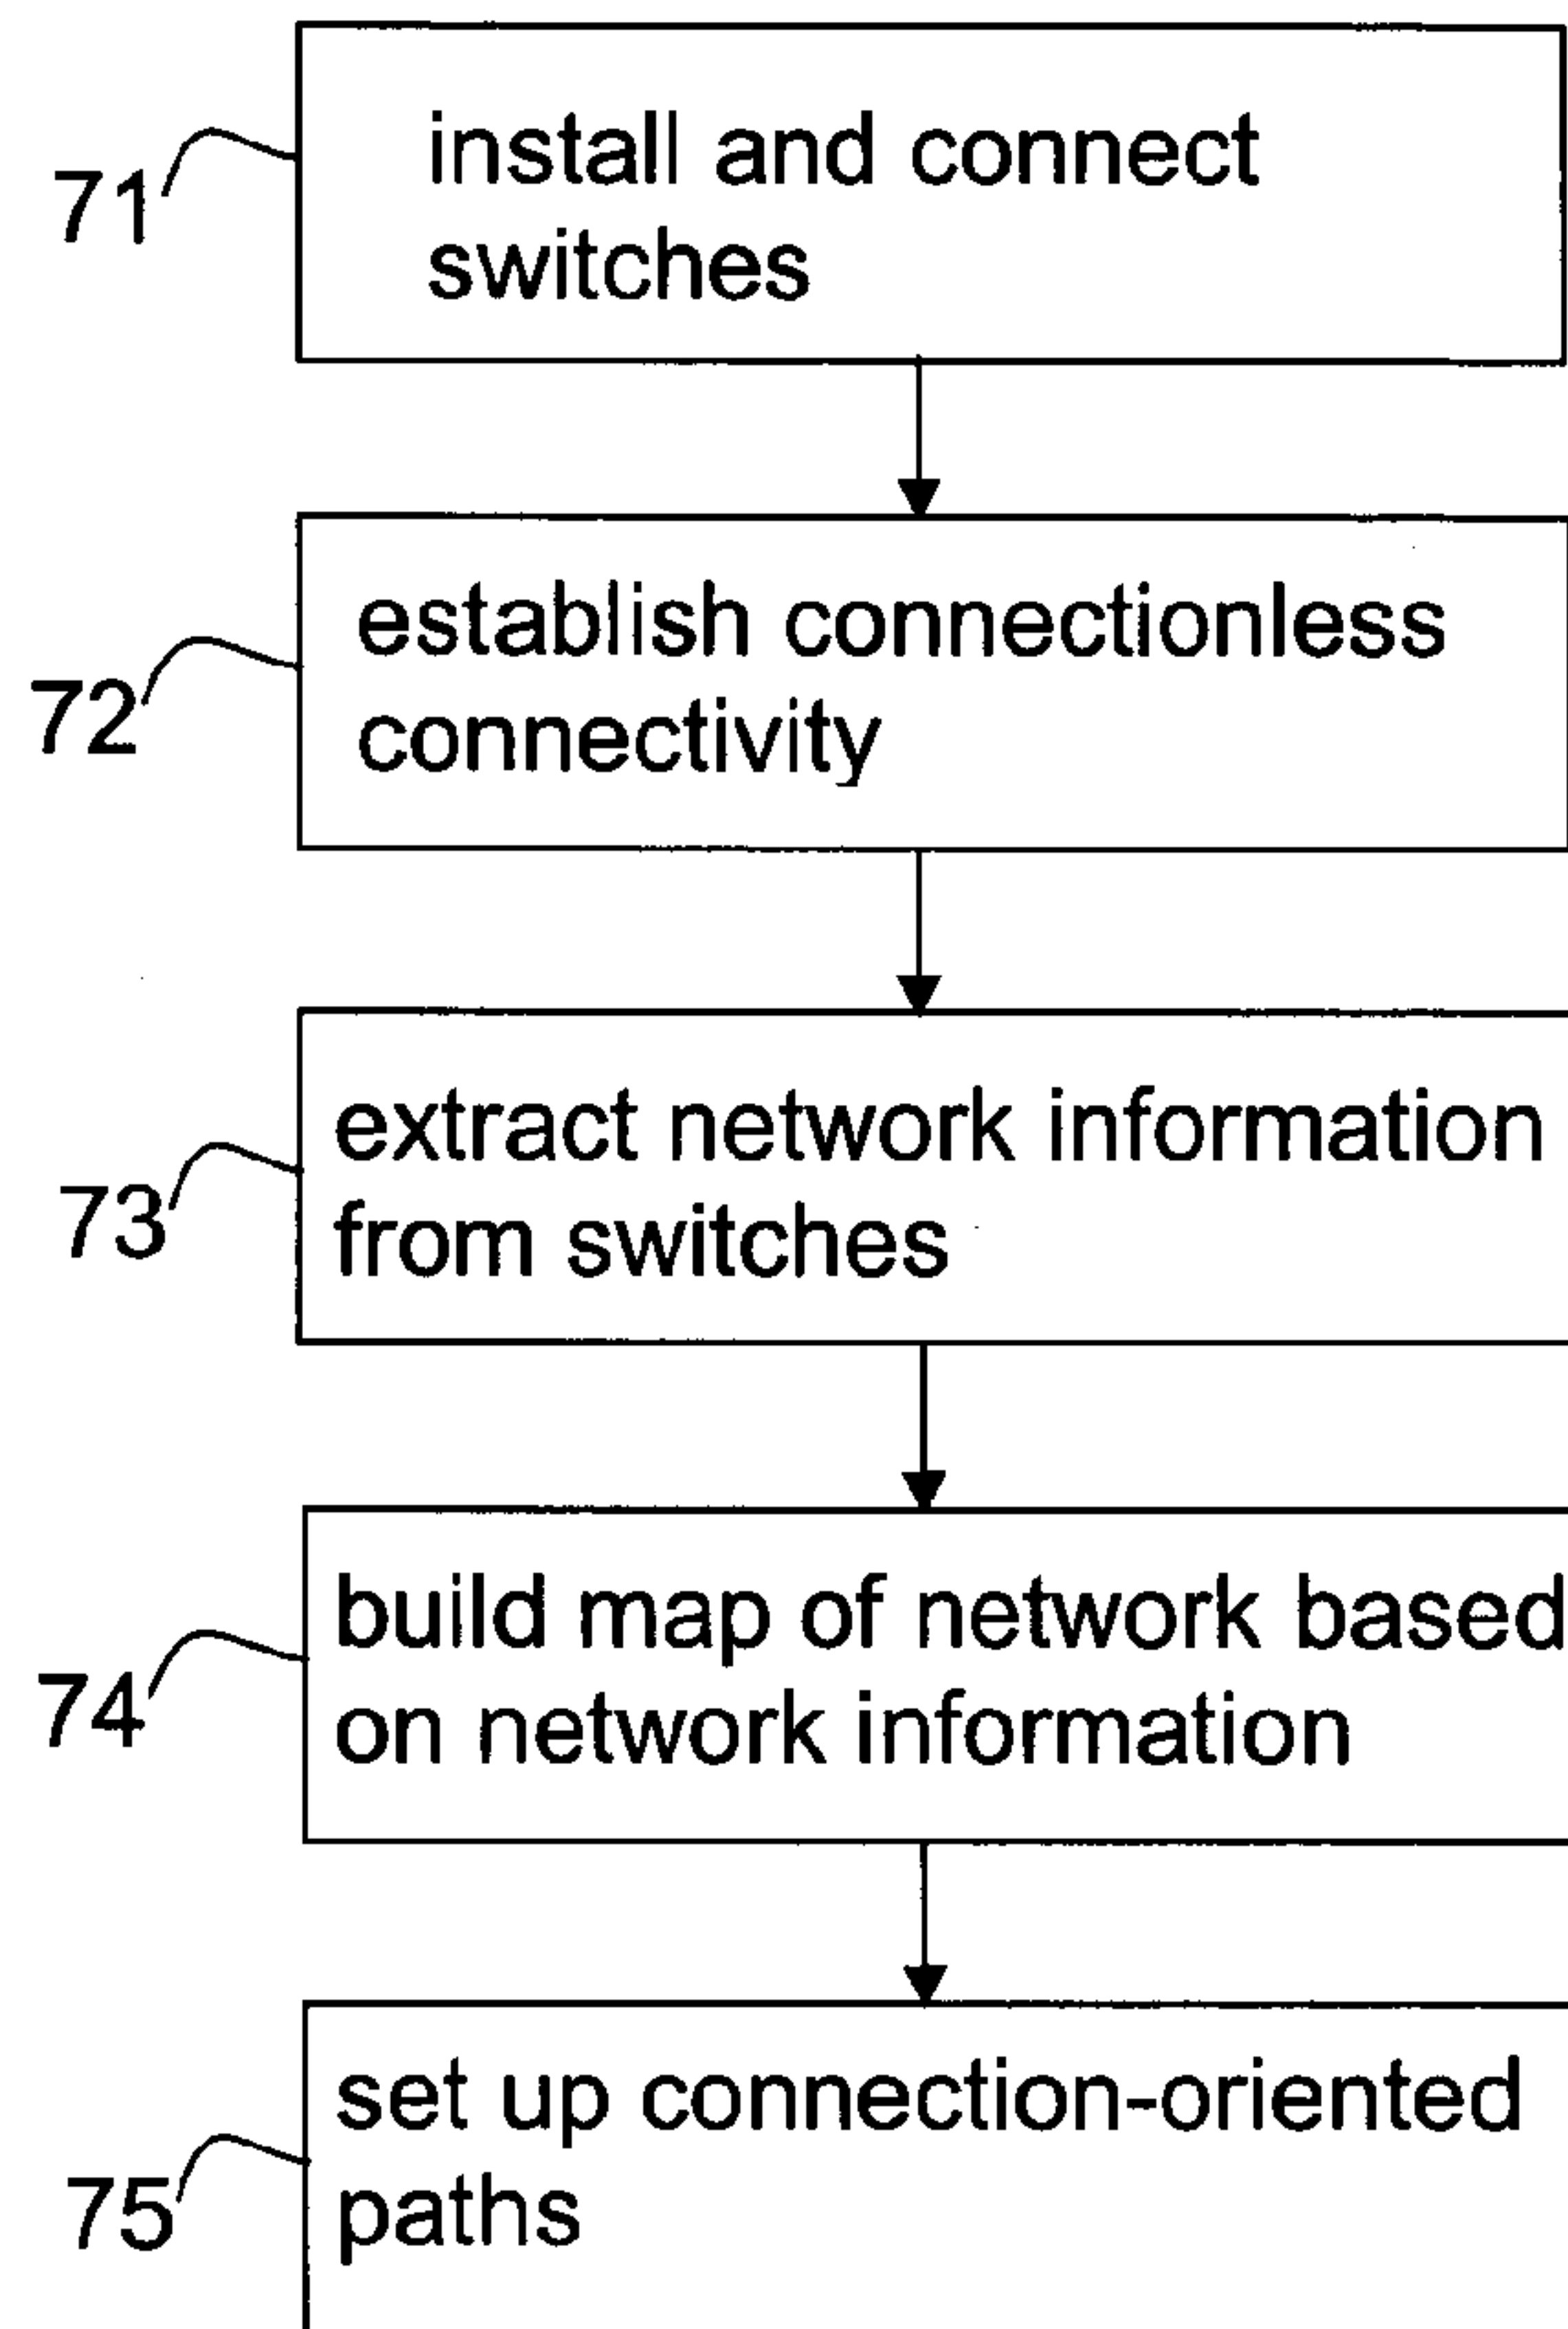 71
install and connect
switches
72
establish connectionless
connectivity
73
extract network information
from switches
74
build map of network based
on network information
75
set up connection-oriented
paths